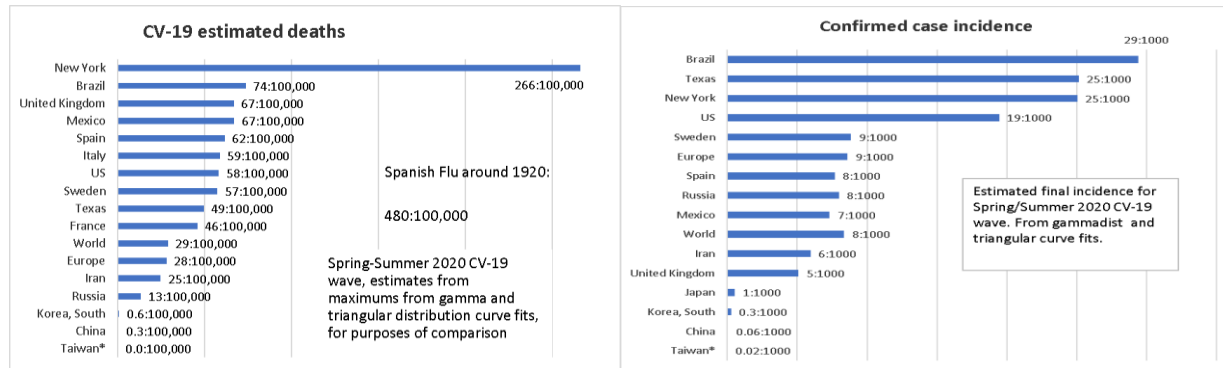 CV-19 estimated deaths
New York 266:100,000
Brazil 74:100,000
United Kingdom 67:100,000
Mexico 67:100,000
Spain 62:100,000
Italy 59:100,000
US 58:100,000
Sweden 57:100,000
Texas 49:100,000
France 46:100,000
World 29:100,000
Europe 28:100,000
Iran 25:100,000
Russia 13:100,000
Korea, South 0.6:100,000
China 0.3:100,000
Taiwan* 0.0:100,000
Spanish Flu around 1920:
480:100,000
Spring-Summer 2020 CV-19
wave, estimates from
maximums from gamma and
triangular distribution curve fits,
for purposes of comparison
Confirmed case incidence
Brazil 29:1000
Texas 25:1000
New York 25:1000
US 19:1000
Sweden 9:1000
Europe 9:1000
Spain 8:1000
Russia 8:1000
Mexico 7:1000
World 8:1000
Iran 6:1000
United Kingdom 5:1000
Japan 1:1000
Korea, South 0.3:1000
China 0.06:1000
Taiwan* 0.02:1000
Estimated final incidence for
Spring/Summer 2020 CV-19
wave. From gammadist and
triangular curve fits.